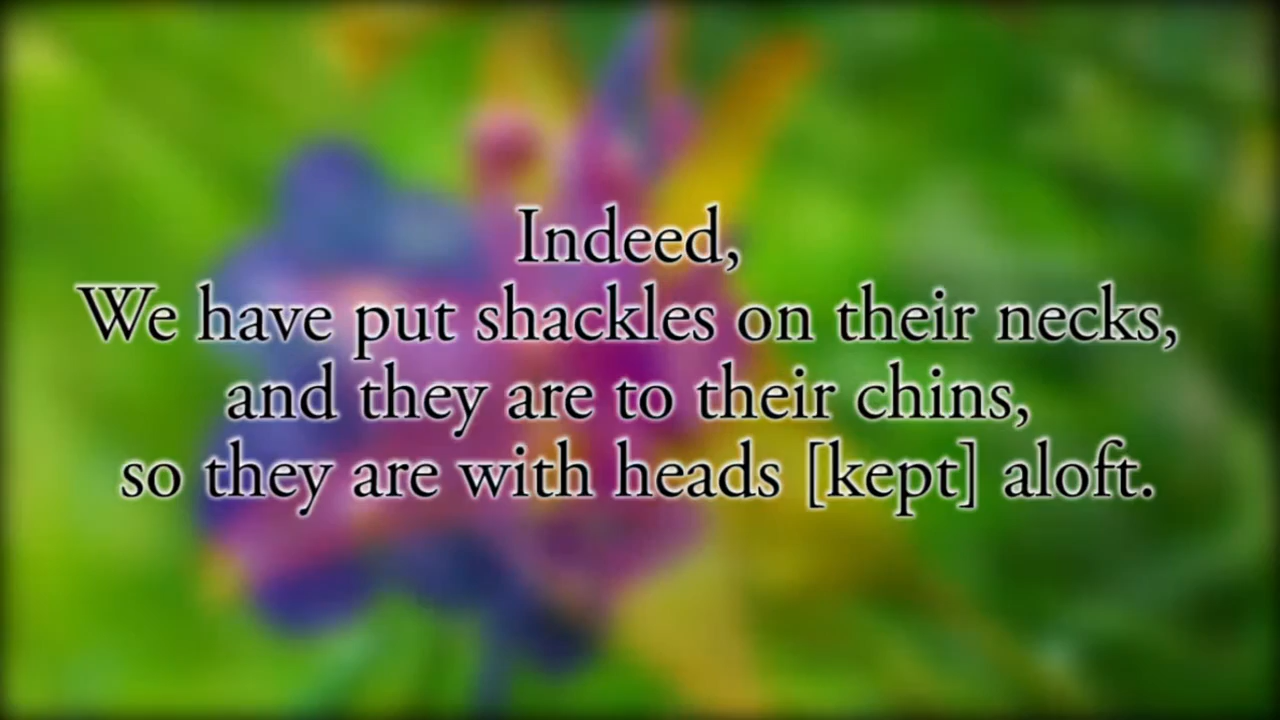 Indeed,
We have put shackles on their necks,
and they are to their chins,
so they are with heads [kept] aloft.